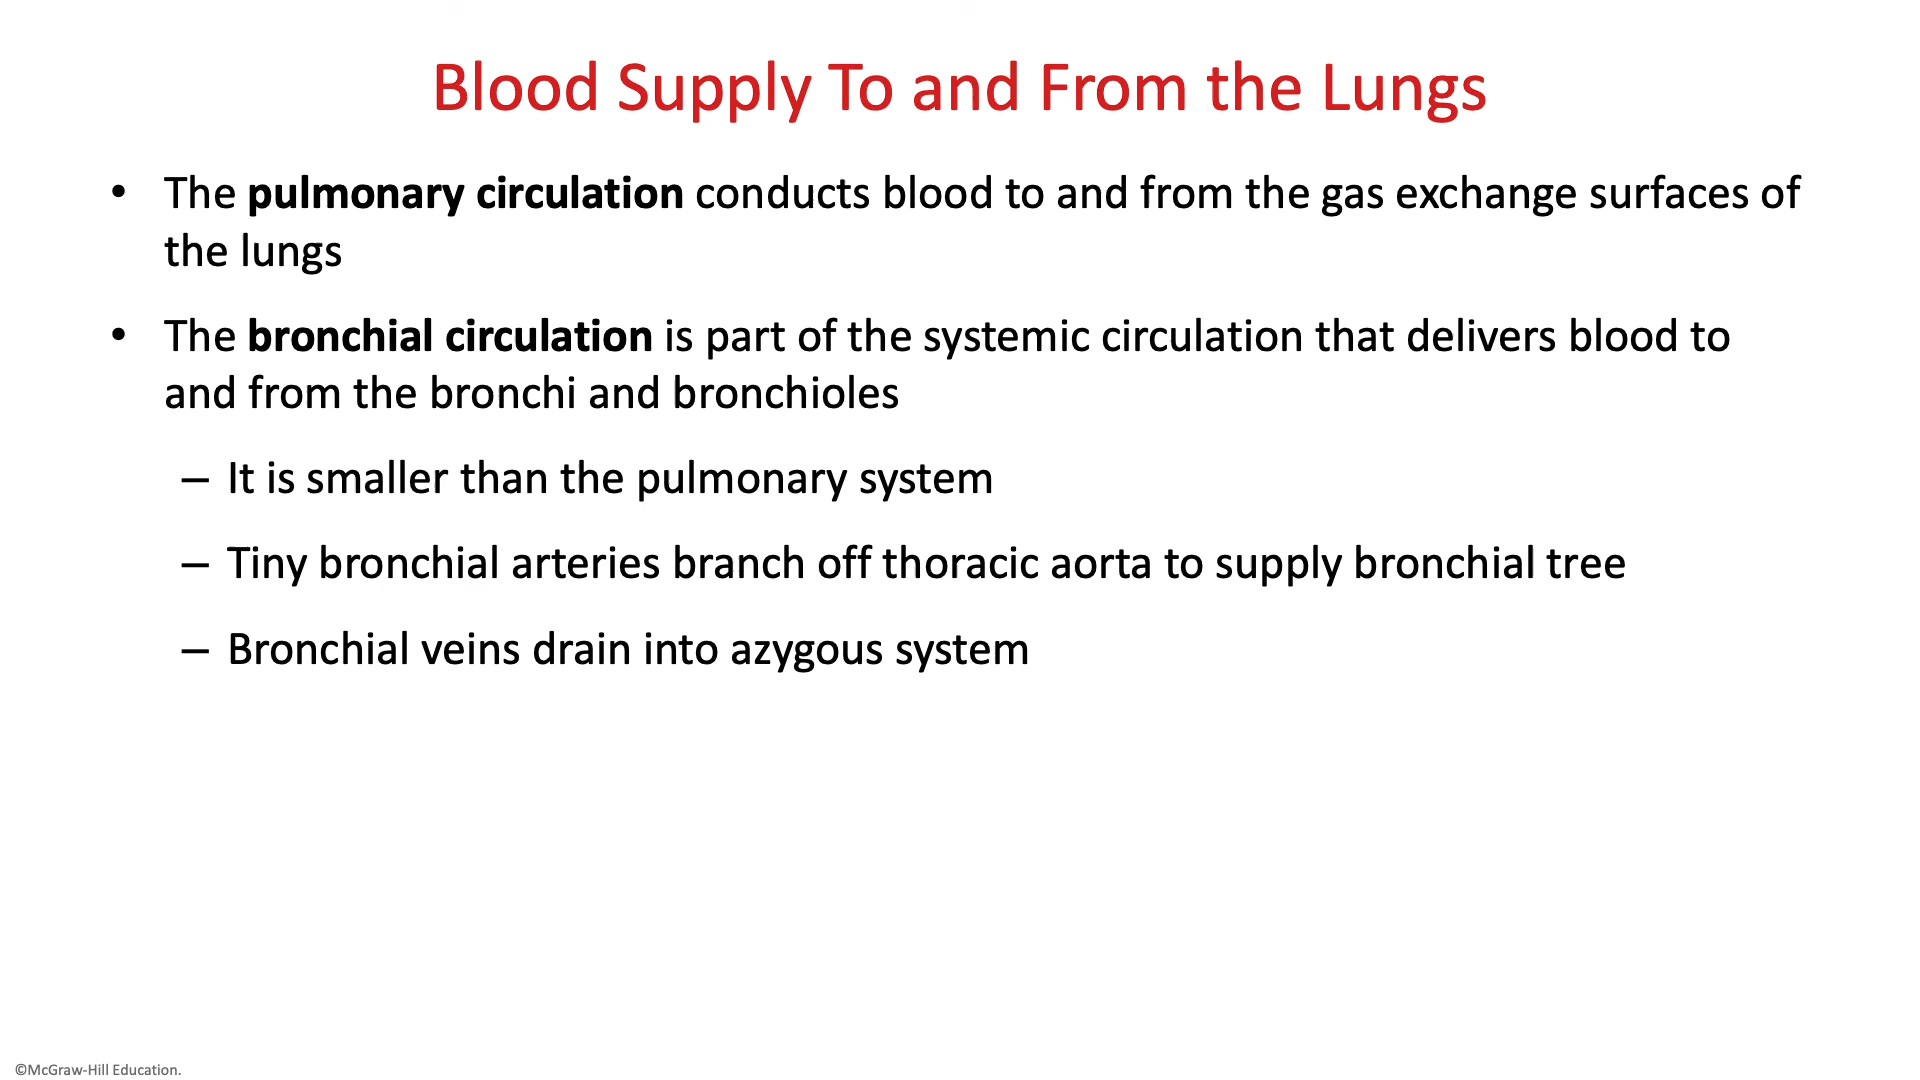 Blood Supply To and From the Lungs
• The pulmonary circulation conducts blood to and from the gas exchange surfaces of
the lungs
• The bronchial circulation is part of the systemic circulation that delivers blood to
and from the bronchi and bronchioles
– It is smaller than the pulmonary system
– Tiny bronchial arteries branch off thoracic aorta to supply bronchial tree
– Bronchial veins drain into azygous system
©McGraw-Hill Education.